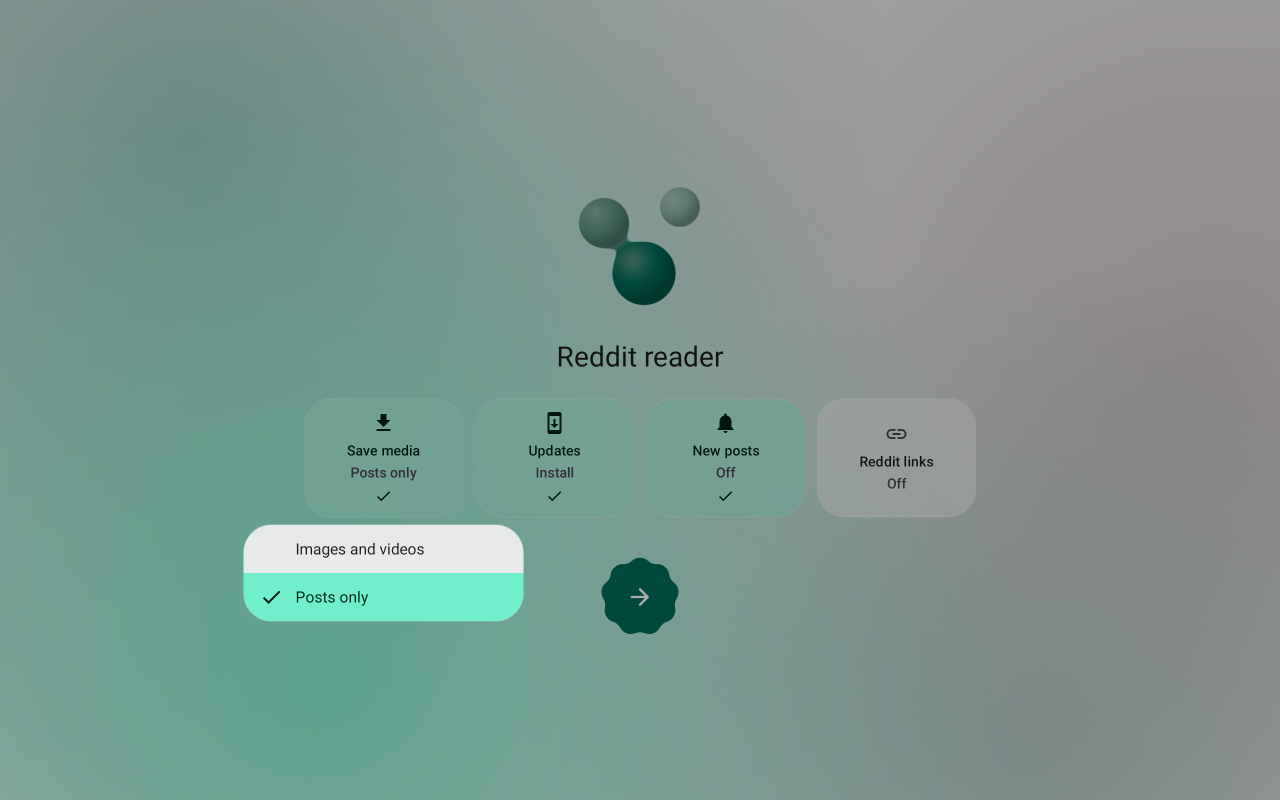 Reddit reader
Save media
Posts only
Updates
Install
New posts
Off
Reddit links
Off
Images and videos
Posts only